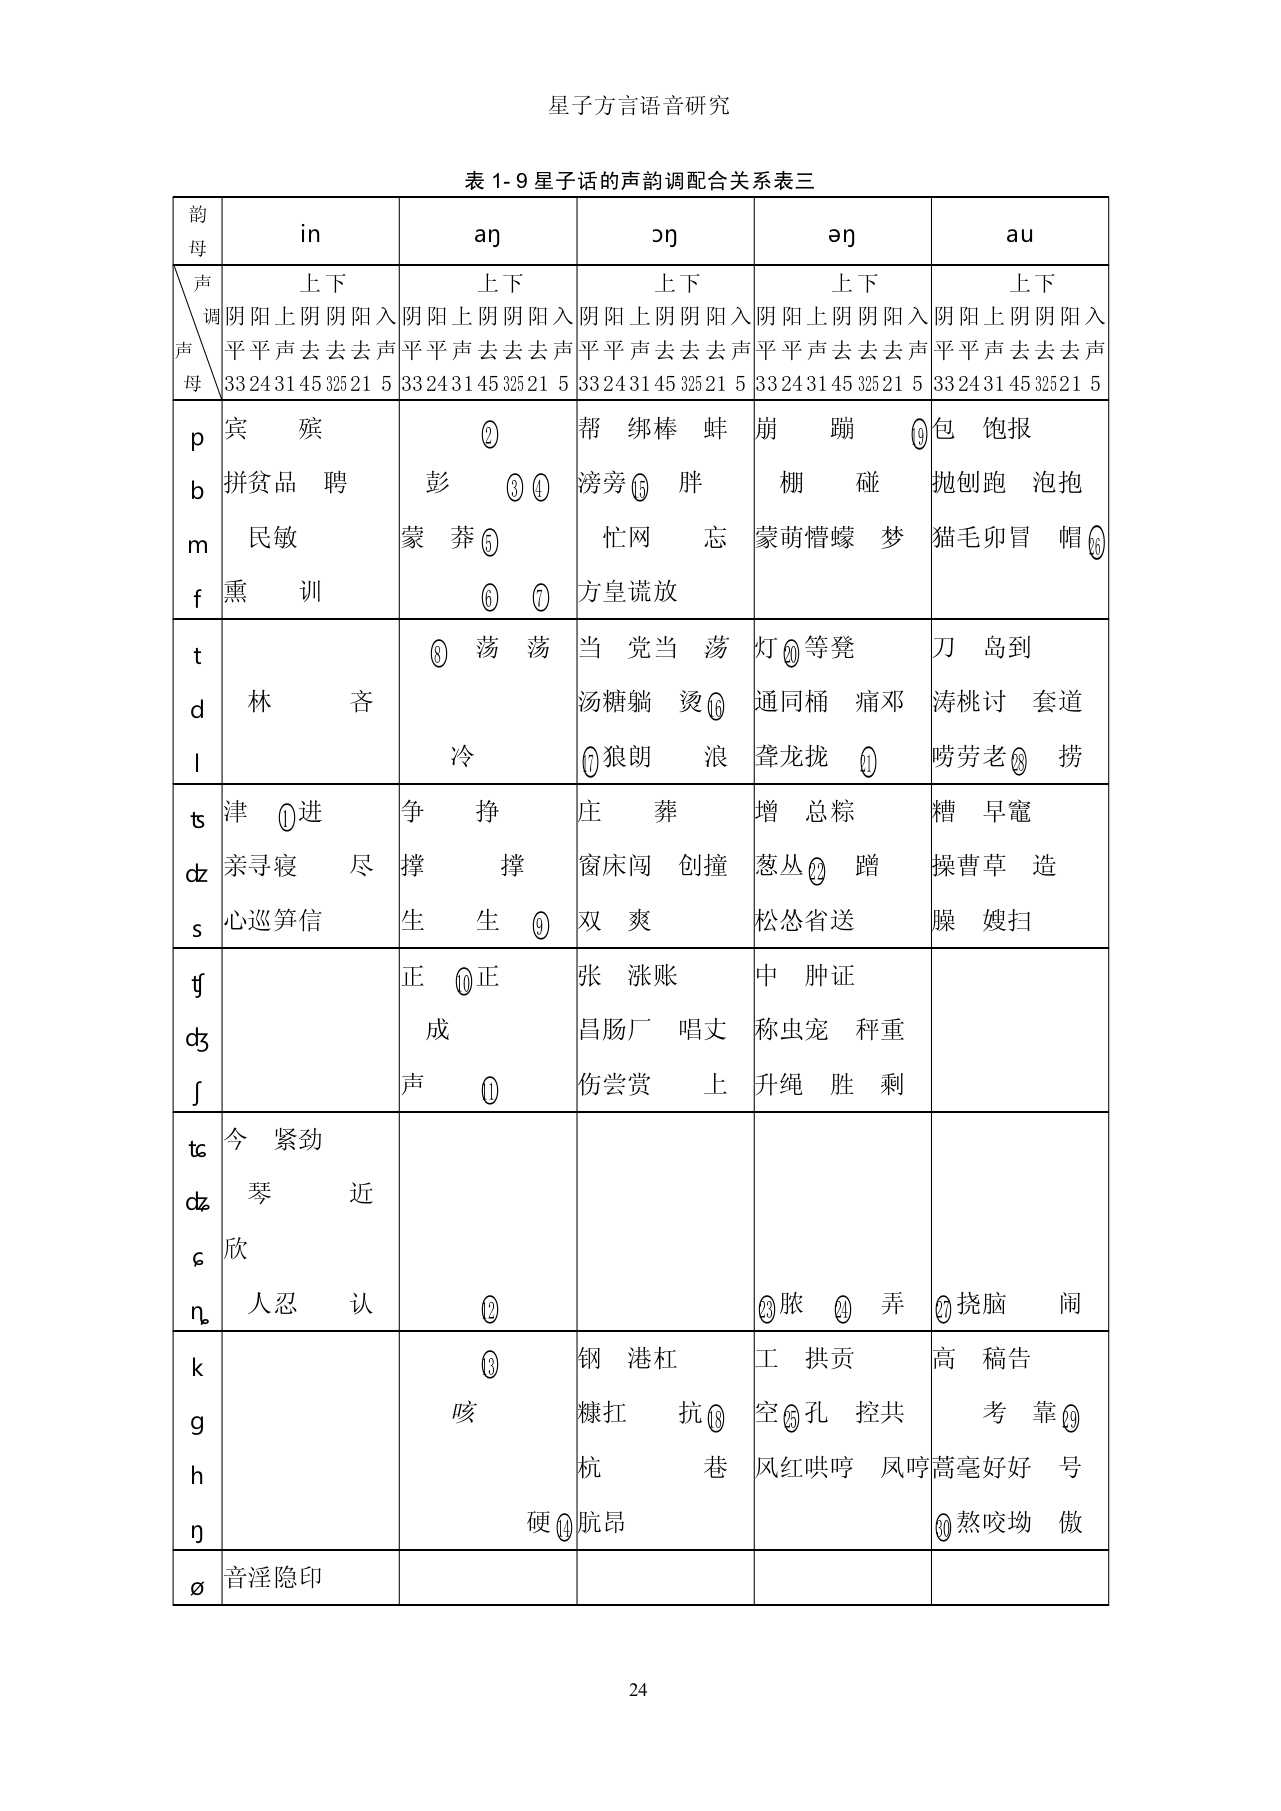 星子方言语音研究
表 1- 9 星子话的声韵调配合关系表三
韵母 in aŋ ɔŋ əŋ au
声 上下 上下 上下 上下 上下
调 阴阳上阴阴阳入 阴阳上阴阴阳入 阴阳上阴阴阳入 阴阳上阴阴阳入 阴阳上阴阴阳入
声 平平声去去去声 平平声去去去声 平平声去去去声 平平声去去去声 平平声去去去声
母 33 24 31 45 325 21 5 33 24 31 45 325 21 5 33 24 31 45 325 21 5 33 24 31 45 325 21 5 33 24 31 45 325 21 5
p 宾 殡 ② 帮 绑棒 蚌 崩 蹦 ⑲ 包 饱报
b 拼贫品 聘 彭 ③④ 滂旁⑮ 胖 棚 碰 抛刨跑 泡抱
m 民敏 蒙 莽⑤ 忙网 忘 蒙萌懵蠓 梦 猫毛卯冒 帽㉖
f 熏 训 ⑥ ⑦ 方皇谎放
t ⑧ 荡 荡 当 党当 荡 灯⑳等凳 刀 岛到
d 林 吝 汤糖躺 烫⑯ 通同桶 痛邓 涛桃讨 套道
l 冷 ⑰狼朗 浪 聋龙拢 ㉑ 唠劳老㉘ 捞
ʦ 津 ①进 争 挣 庄 葬 增 总粽 糟 早竈
ʣ 亲寻寝 尽 撑 撑 窗床闯 创撞 葱丛㉒ 蹭 操曹草 造
s 心巡笋信 生 生 ⑨ 双 爽 松怂省送 臊 嫂扫
ʧ 正 ⑩正 张 涨账 中 肿证
ʤ 成 昌肠厂 唱丈 称虫宠 秤重
ʃ 声 ⑪ 伤尝赏 上 升绳 胜 剩
ʨ 今 紧劲
ʥ 琴 近
ɕ 欣
ȵ 人忍 认 ⑫ ㉓脓 ㉔ 弄 ㉗挠脑 闹
k ⑬ 钢 港杠 工 拱贡 高 稿告
g 咳 糠扛 抗⑱ 空㉕孔 控共 考 靠㉙
h 杭 巷 风红哄哼 凤哼 蒿毫好好 号
ŋ 硬⑭ 肮昂 ㉚熬咬坳 傲
ø 音淫隐印
24